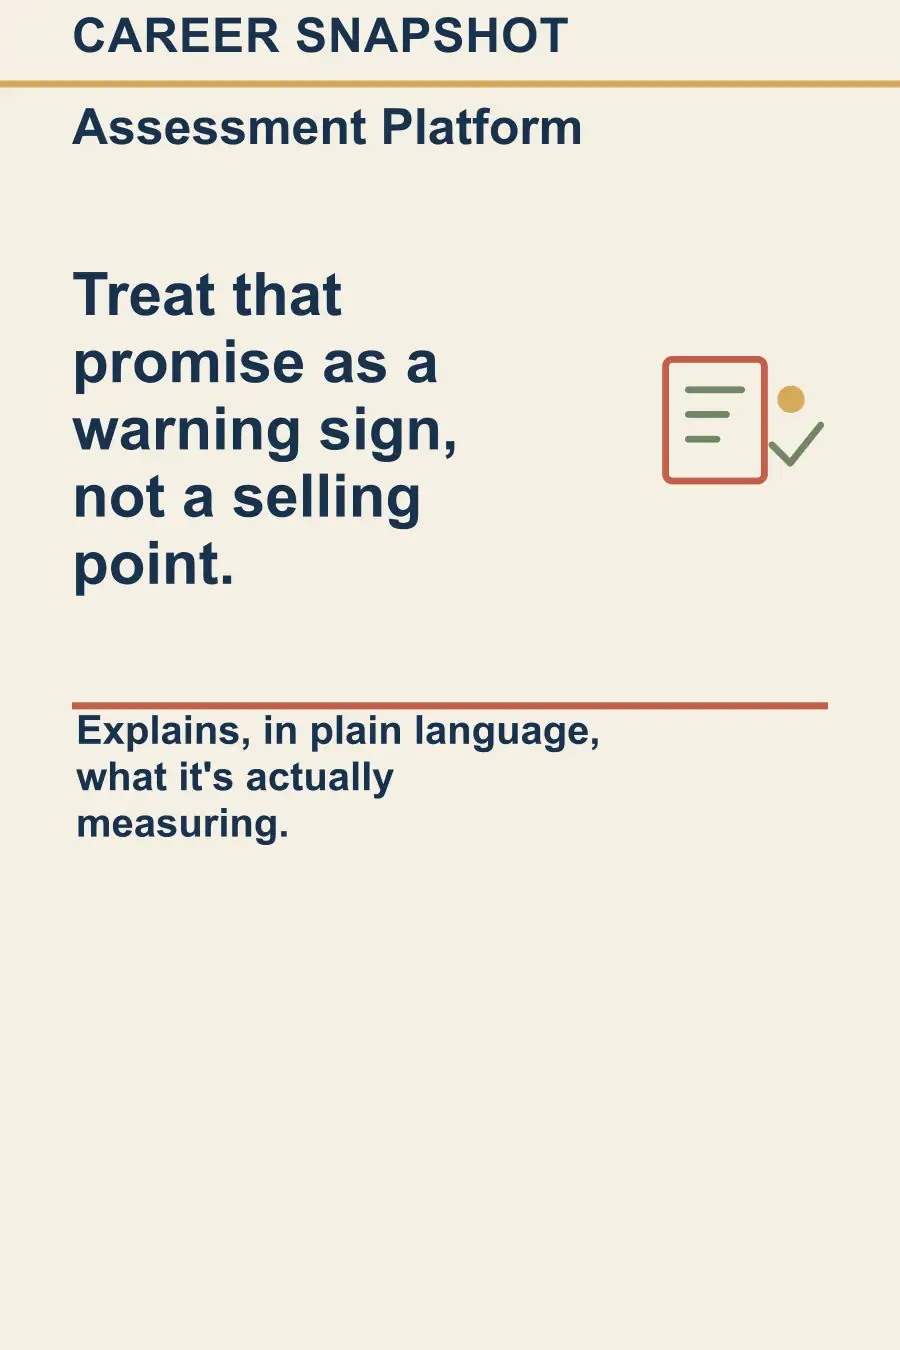 CAREER SNAPSHOT
Assessment Platform
Treat that
promise as a
warning sign,
not a selling
point.
Explains, in plain language,
what it's actually
measuring.